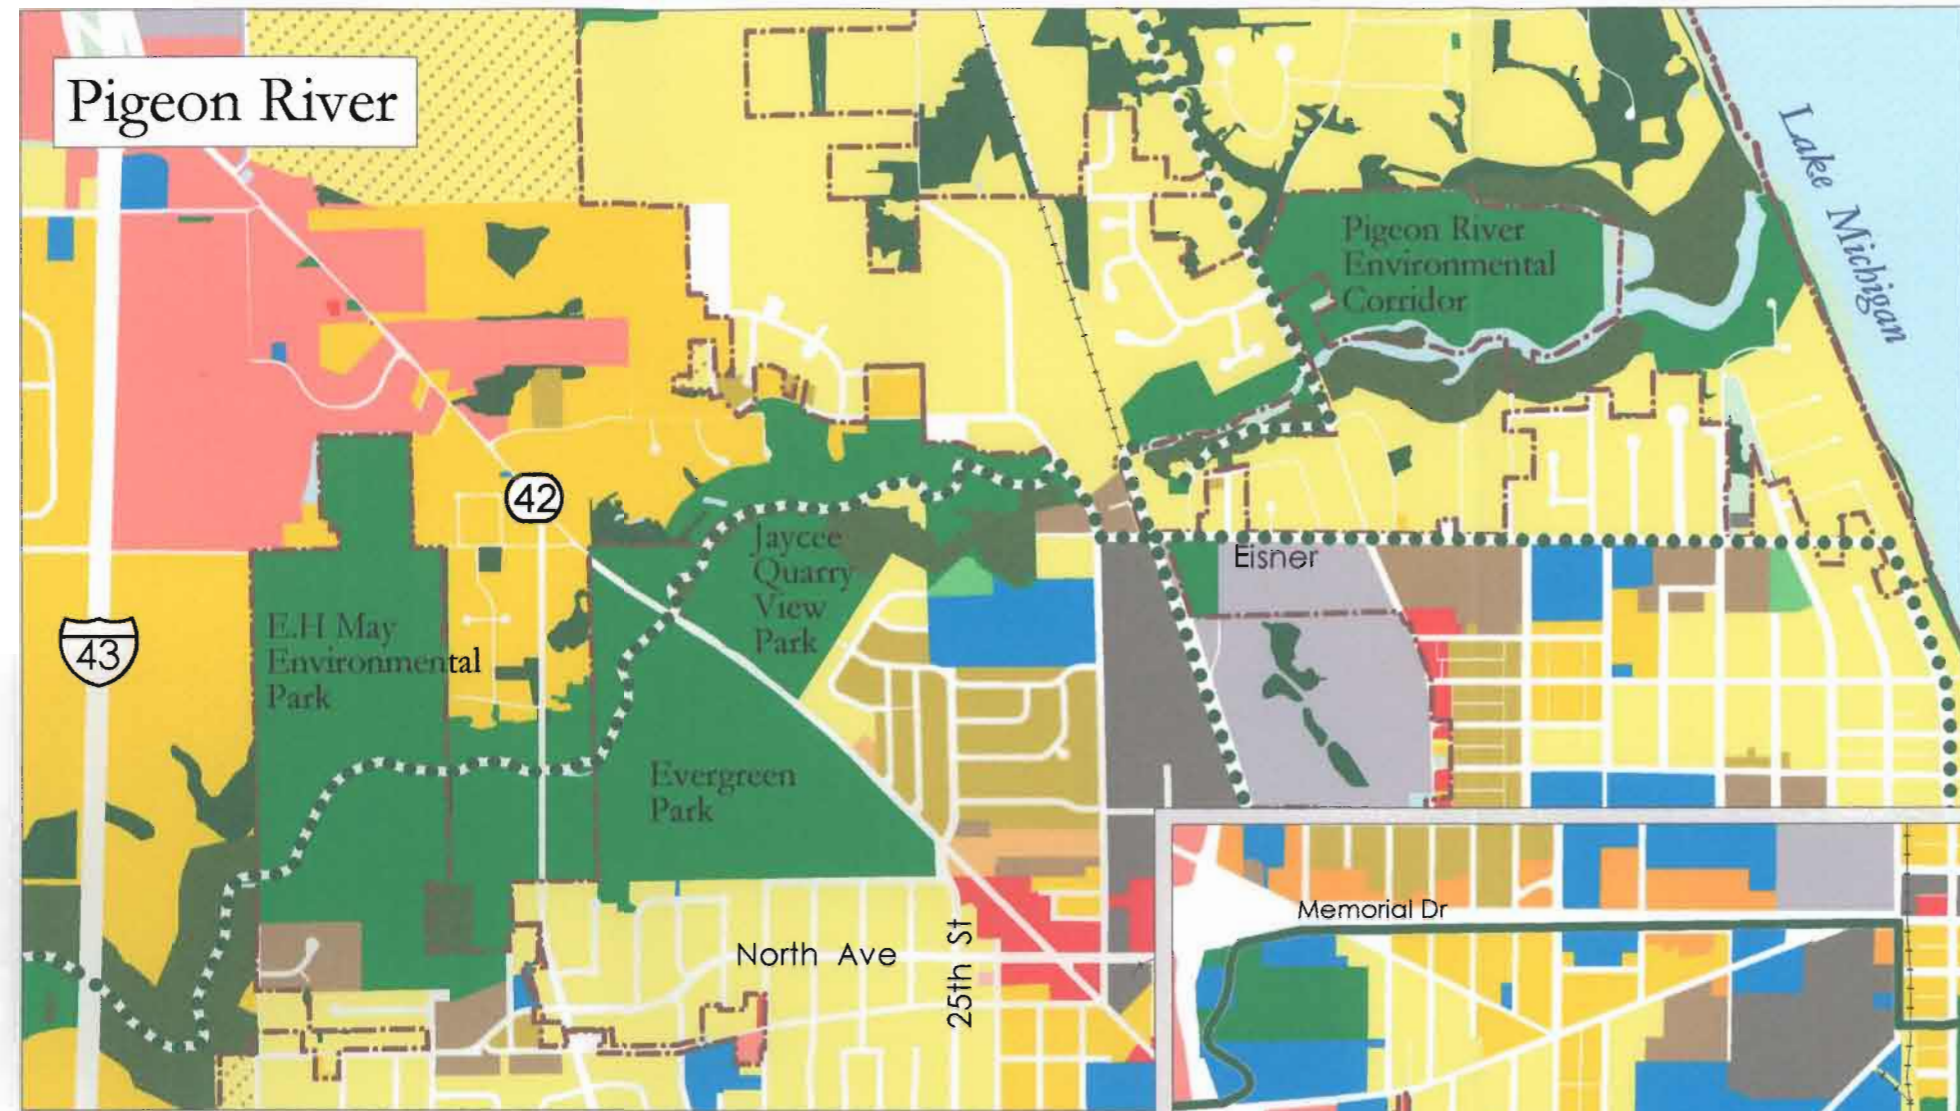 Pigeon River
Lake Michigan
Pigeon River
Environmental
Corridor
42
Jaycee
Quarry
View
Park
Eisner
43
E.H May
Environmental
Park
Evergreen
Park
North Ave
25th St
Memorial Dr